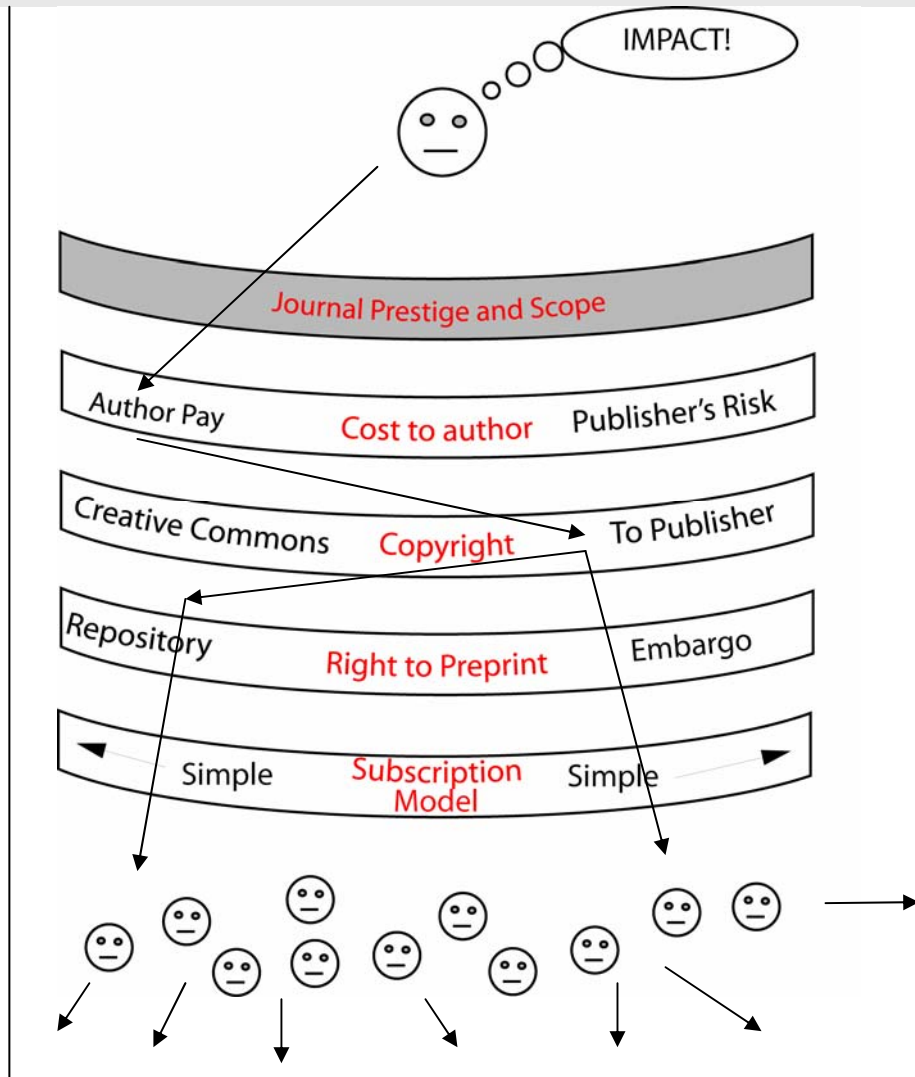 IMPACT!
Journal Prestige and Scope
Author Pay Cost to author Publisher's Risk
Creative Commons Copyright To Publisher
Repository Right to Preprint Embargo
Simple Subscription Model Simple